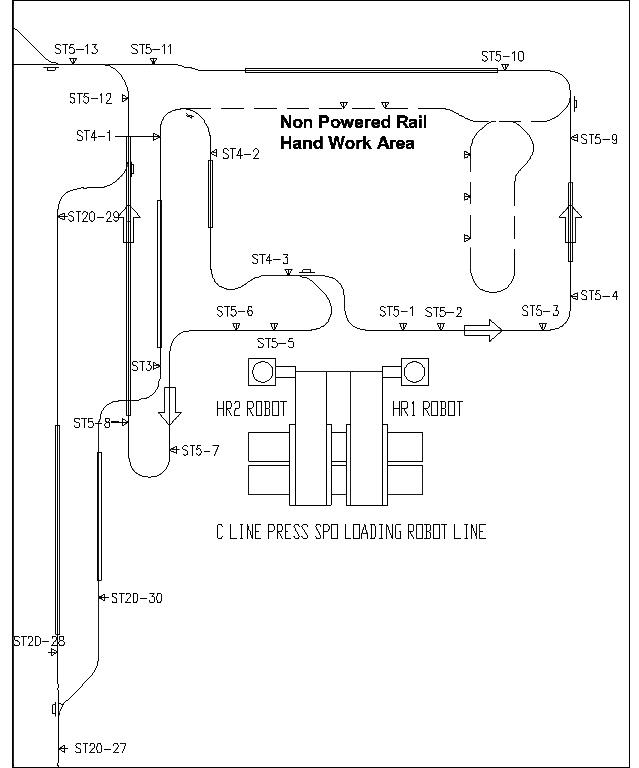 ST5-13
ST5-11
ST5-10
ST5-12
Non Powered Rail
Hand Work Area
ST4-1
ST5-9
ST4-2
ST20-29
ST4-3
ST5-4
ST5-6
ST5-1
ST5-2
ST5-3
ST5-5
ST3
HR2 ROBOT
HR1 ROBOT
ST5-8
ST5-7
C LINE PRESS SPO LOADING ROBOT LINE
ST2D-30
ST2D-28
ST20-27